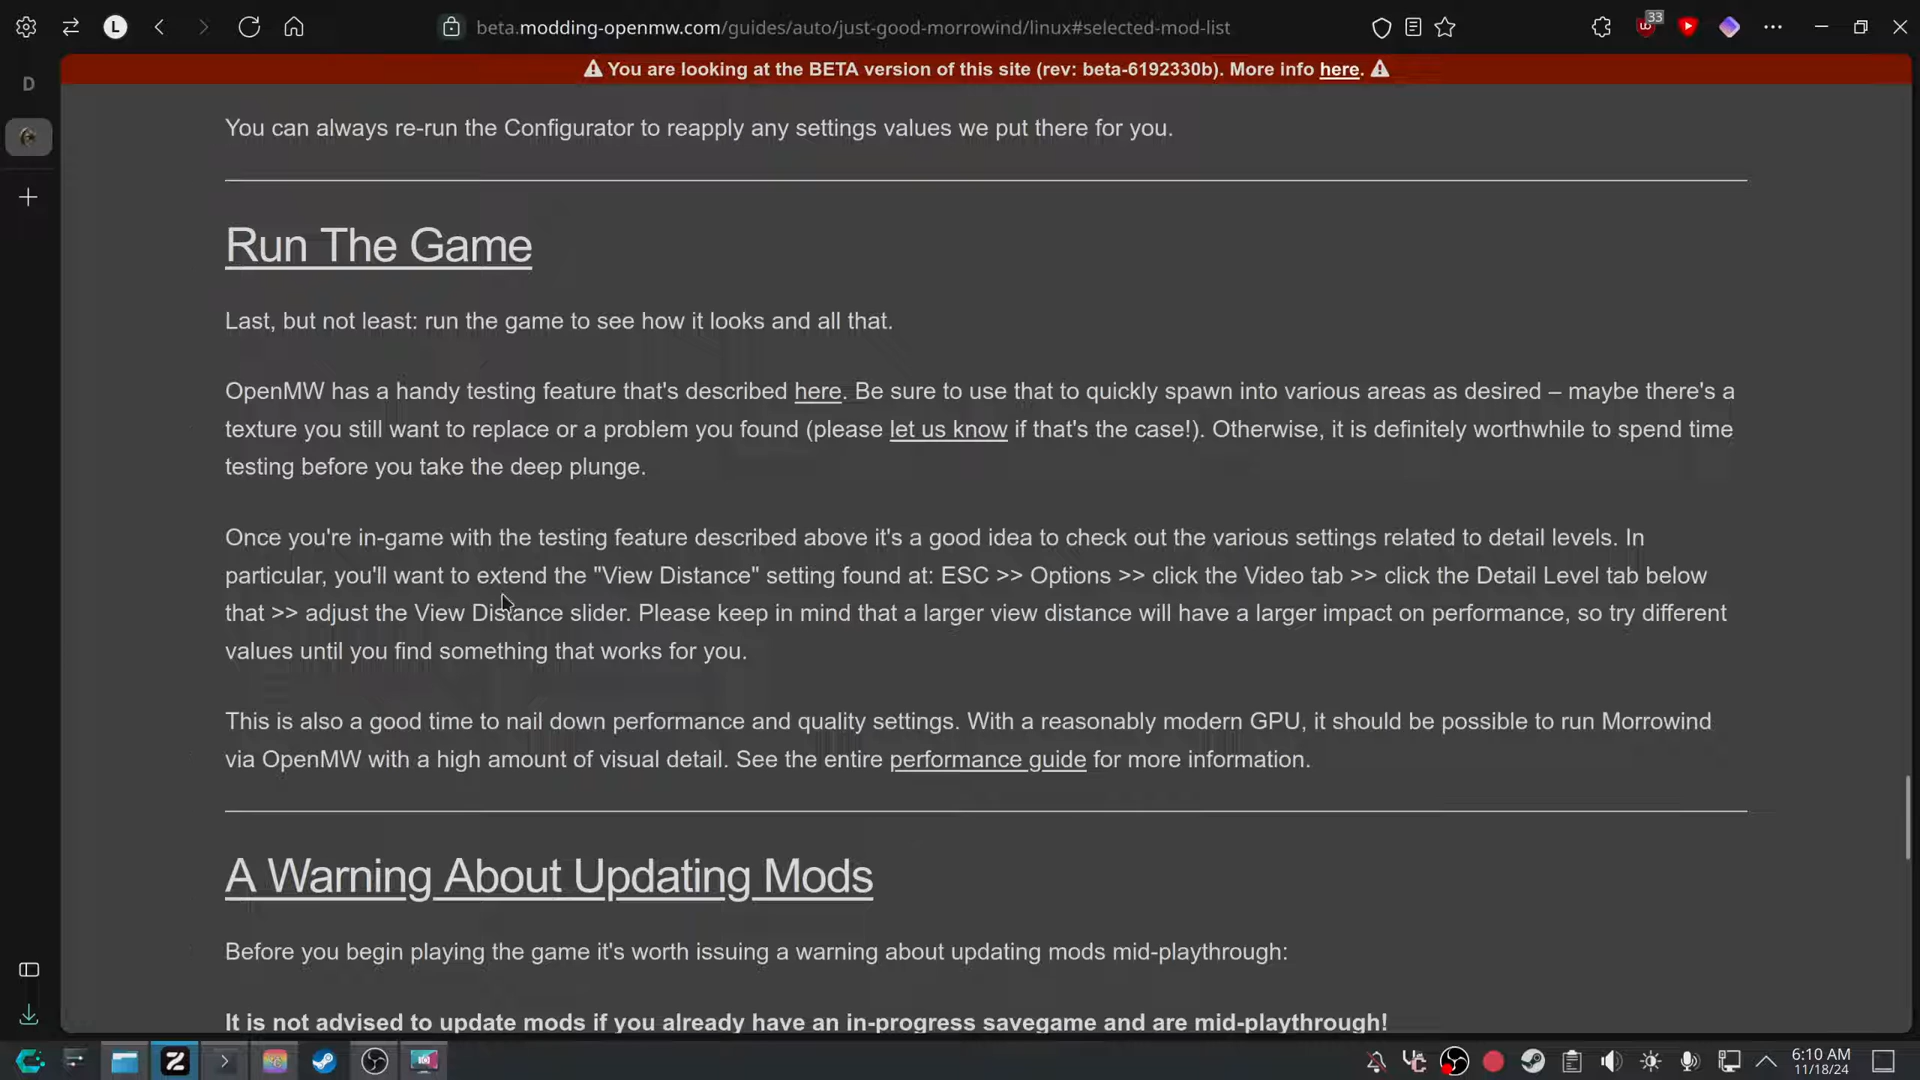 L
beta.modding-openmw.com/guides/auto/just-good-morrowind/linux#selected-mod-list
33
D
You are looking at the BETA version of this site (rev: beta-6192330b). More info here.
You can always re-run the Configurator to reapply any settings values we put there for you.
Run The Game
Last, but not least: run the game to see how it looks and all that.
OpenMW has a handy testing feature that's described here. Be sure to use that to quickly spawn into various areas as desired – maybe there's a
texture you still want to replace or a problem you found (please let us know if that's the case!). Otherwise, it is definitely worthwhile to spend time
testing before you take the deep plunge.
Once you're in-game with the testing feature described above it's a good idea to check out the various settings related to detail levels. In
particular, you'll want to extend the "View Distance" setting found at: ESC >> Options >> click the Video tab >> click the Detail Level tab below
that >> adjust the View Distance slider. Please keep in mind that a larger view distance will have a larger impact on performance, so try different
values until you find something that works for you.
This is also a good time to nail down performance and quality settings. With a reasonably modern GPU, it should be possible to run Morrowind
via OpenMW with a high amount of visual detail. See the entire performance guide for more information.
A Warning About Updating Mods
Before you begin playing the game it's worth issuing a warning about updating mods mid-playthrough:
It is not advised to update mods if you already have an in-progress savegame and are mid-playthrough!
6:10 AM
11/18/24